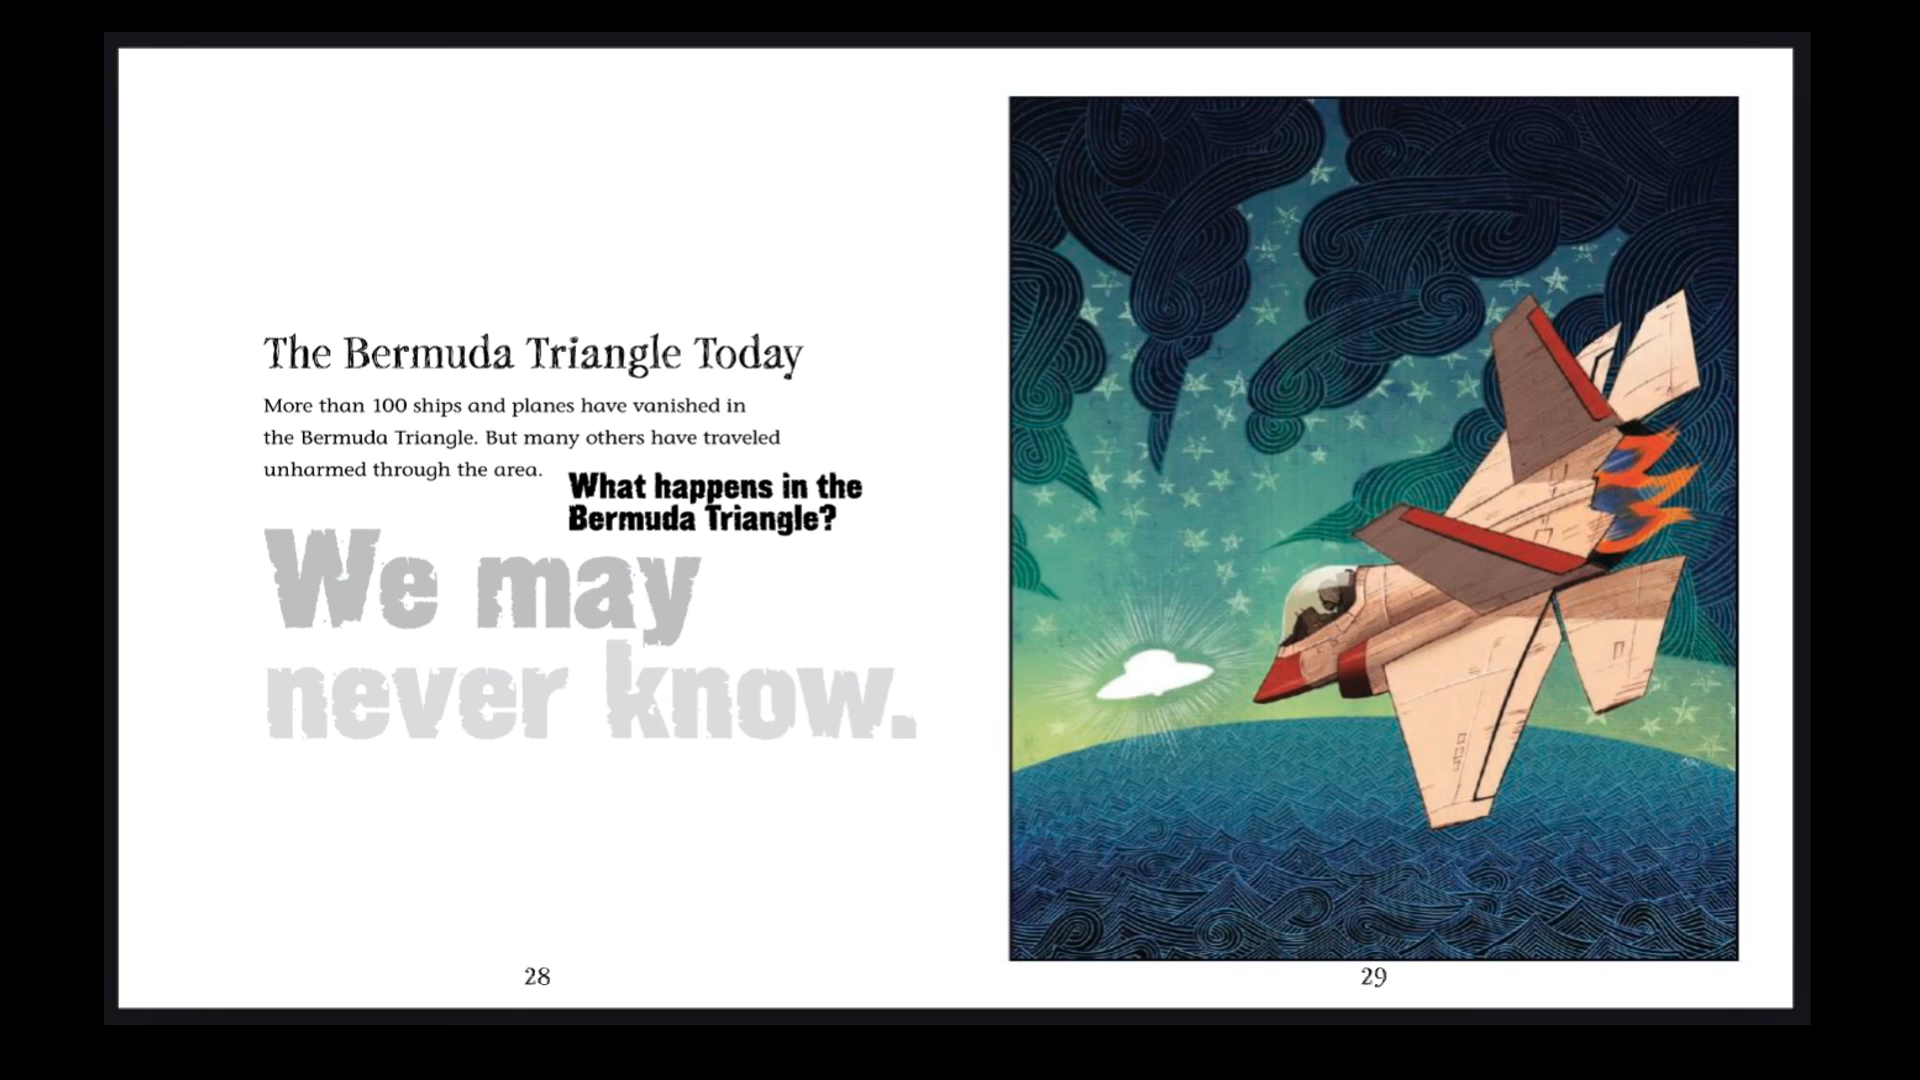 The Bermuda Triangle Today
More than 100 ships and planes have vanished in
the Bermuda Triangle. But many others have traveled
unharmed through the area.
What happens in the
Bermuda Triangle?
We may
never know.
28
29